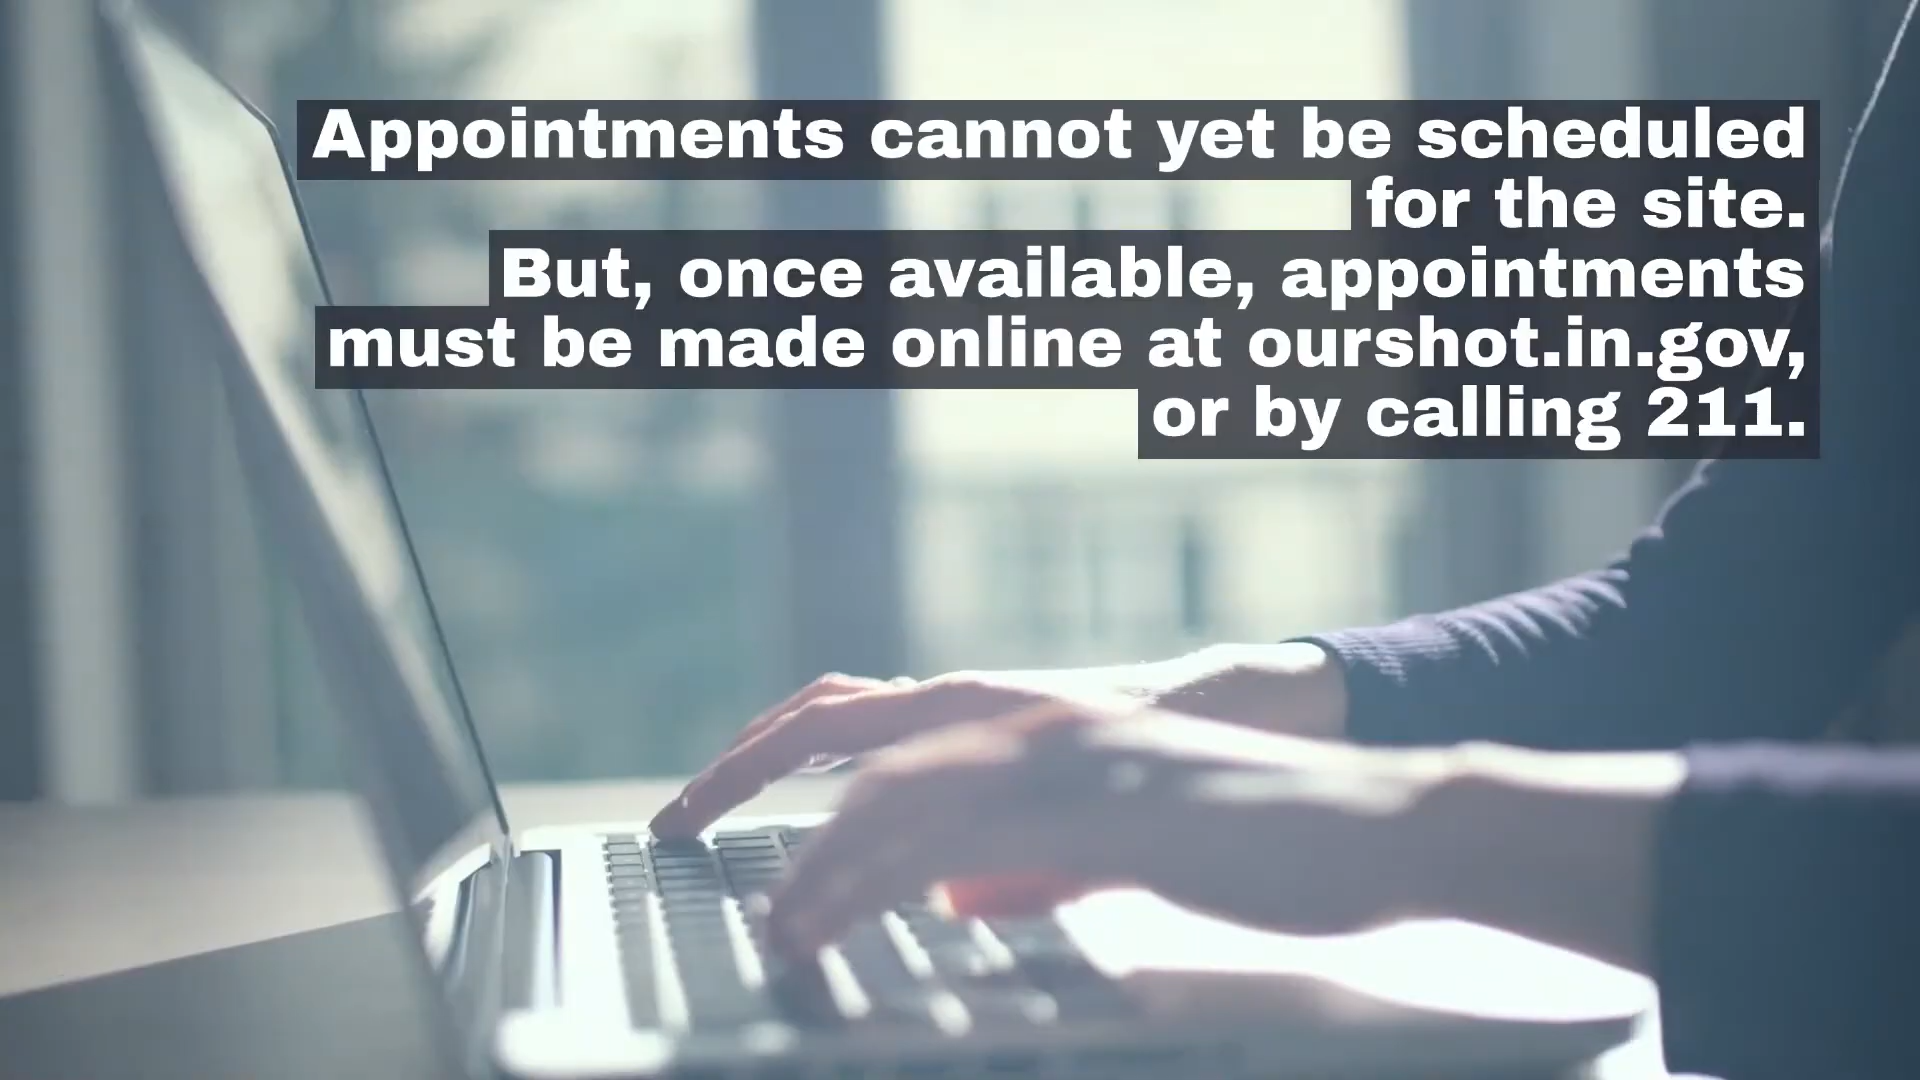 Appointments cannot yet be scheduled
for the site.
But, once available, appointments
must be made online at ourshot.in.gov,
or by calling 211.